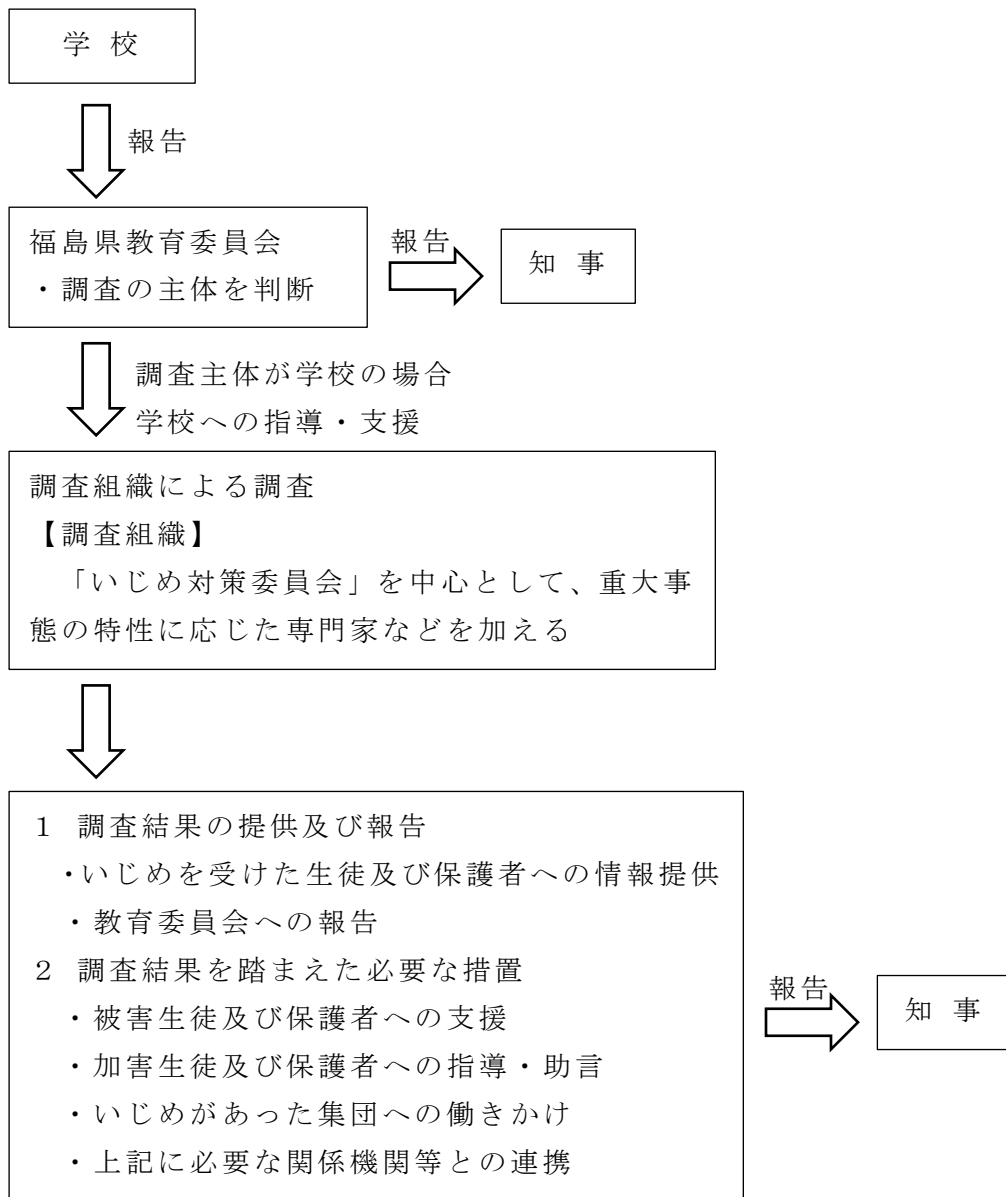 学 校
報告
福島県教育委員会
・調査の主体を判断
報告
知 事
調査主体が学校の場合
学校への指導・支援
調査組織による調査
【調査組織】
「いじめ対策委員会」を中心として、重大事
態の特性に応じた専門家などを加える
1 調査結果の提供及び報告
・いじめを受けた生徒及び保護者への情報提供
・教育委員会への報告
2 調査結果を踏まえた必要な措置
・被害生徒及び保護者への支援
・加害生徒及び保護者への指導・助言
・いじめがあった集団への働きかけ
・上記に必要な関係機関等との連携
報告
知 事